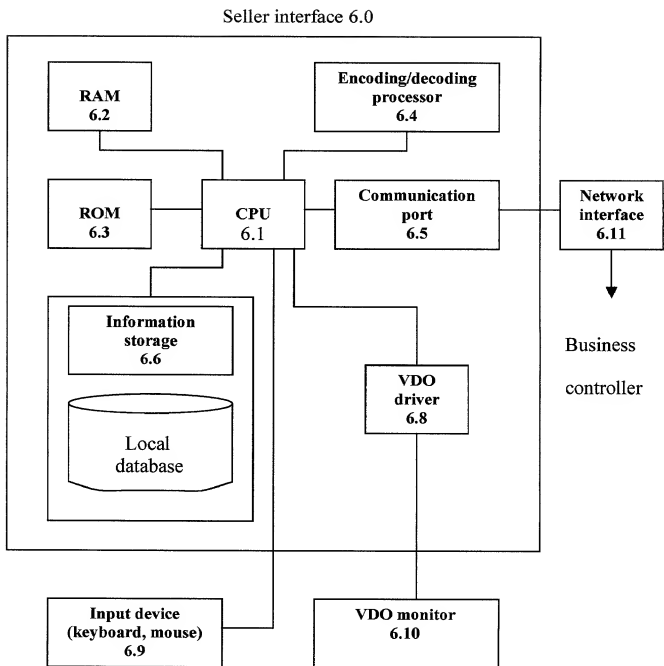 Seller interface 6.0
RAM
6.2
Encoding/decoding
processor
6.4
ROM
6.3
CPU
6.1
Communication
port
6.5
Network
interface
6.11
Information
storage
6.6
Local
database
VDO
driver
6.8
Business
controller
Input device
(keyboard, mouse)
6.9
VDO monitor
6.10